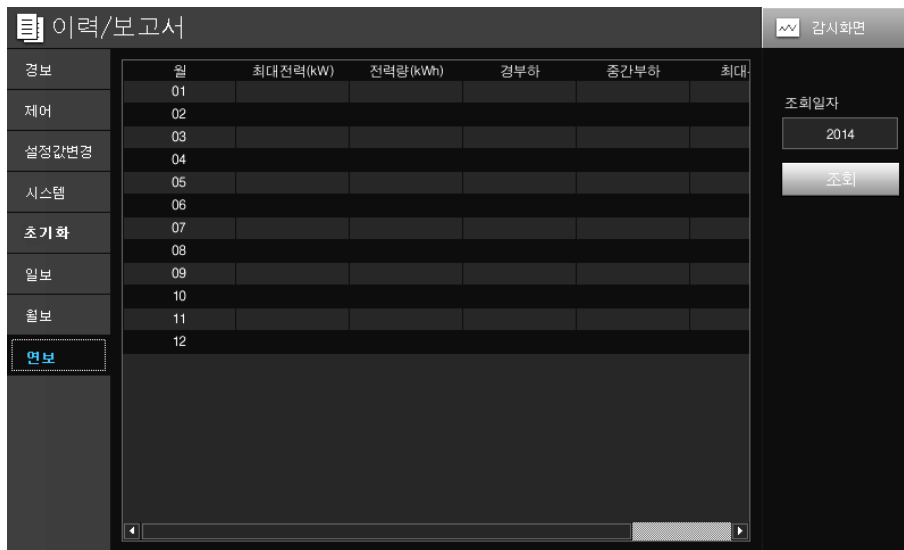 이력/보고서
감시화면
경보
제어
설정값변경
시스템
초기화
일보
월보
연보
월 최대전력(kW) 전력량(kWh) 경부하 중간부하 최대
01
02
03
04
05
06
07
08
09
10
11
12
조회일자
2014
조회